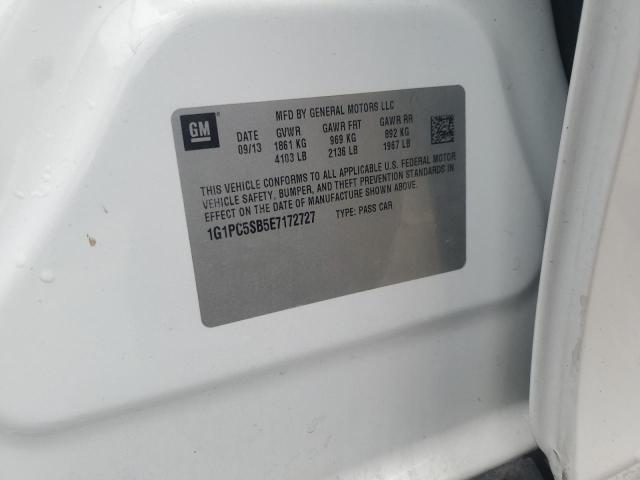 MFD BY GENERAL MOTORS LLC
GM
DATE GVWR GAWR FRT GAWR RR
09/13 1861 KG 969 KG 892 KG
4103 LB 2136 LB 1967 LB
THIS VEHICLE CONFORMS TO ALL APPLICABLE U.S. FEDERAL MOTOR
VEHICLE SAFETY, BUMPER, AND THEFT PREVENTION STANDARDS
IN EFFECT ON THE DATE OF MANUFACTURE SHOWN ABOVE.
1G1PC5SB5E7172727 TYPE: PASS CAR